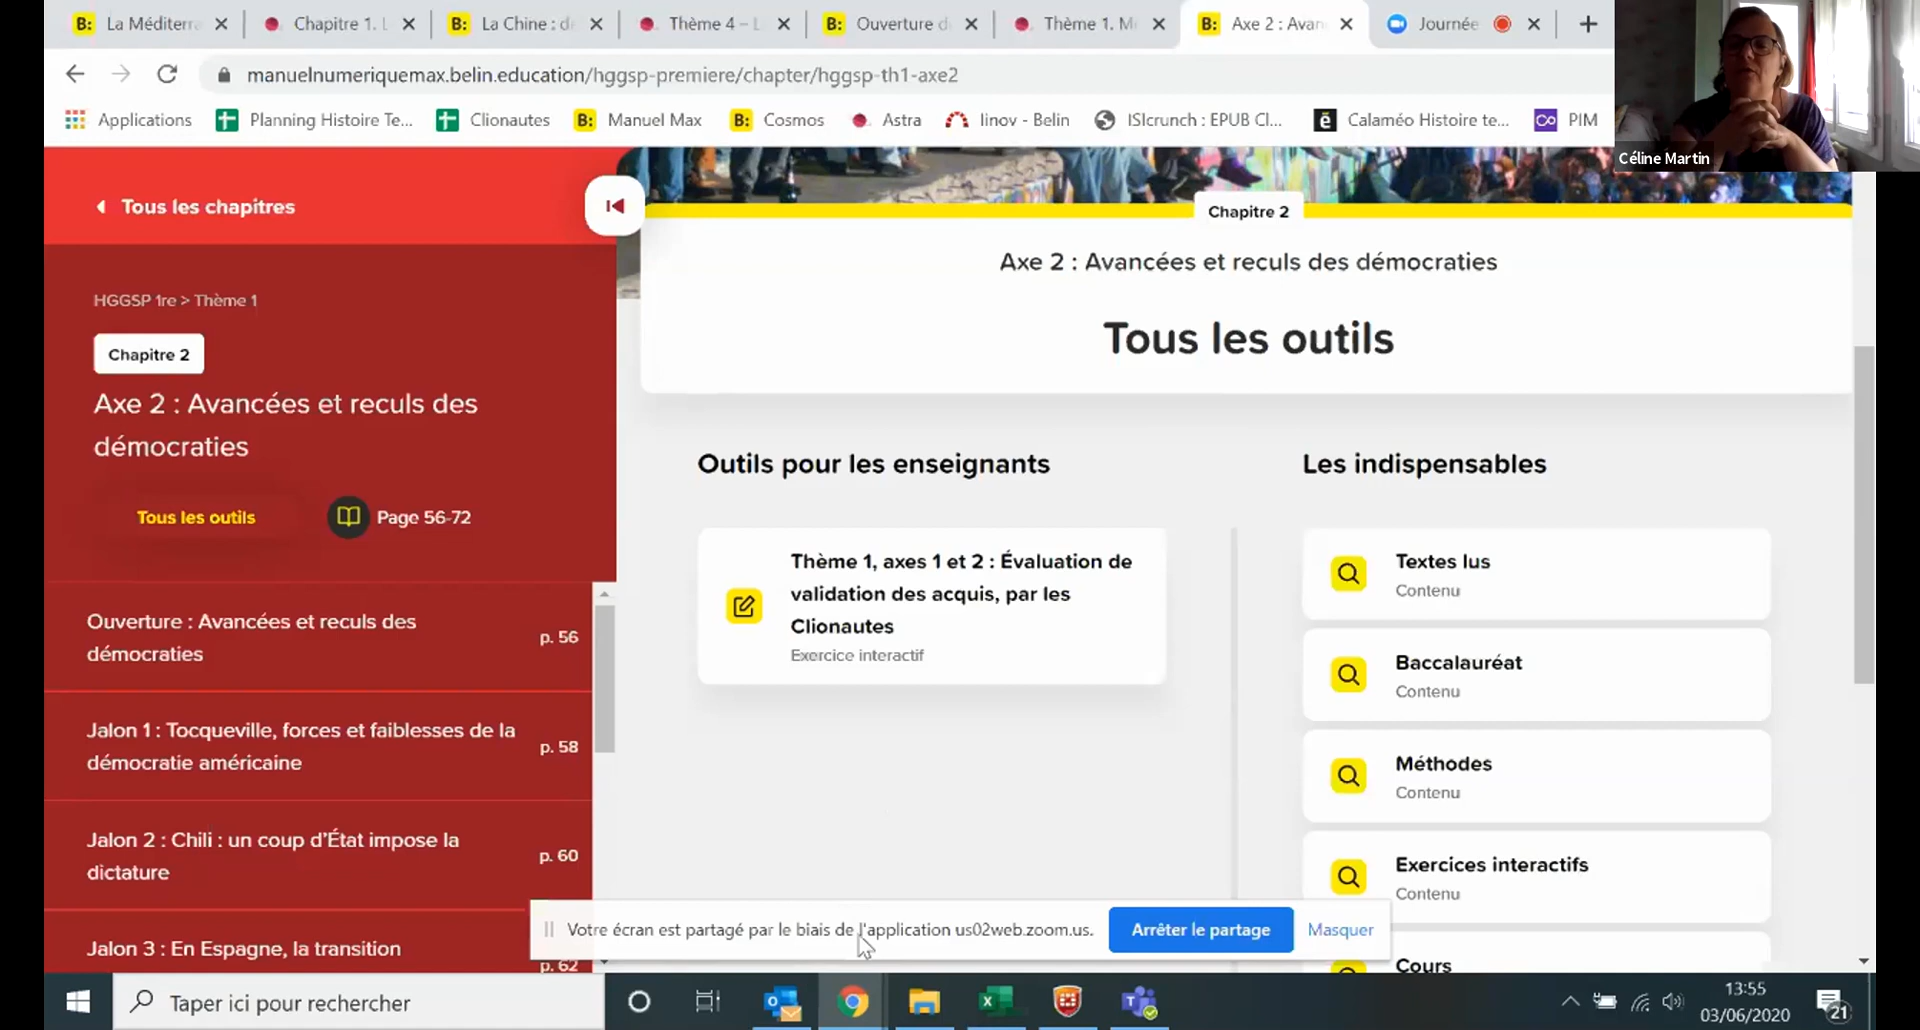 La Méditerra
Chapitre 1. L
La Chine : de
Thème 4 – L
Ouverture d
Thème 1. M
Axe 2 : Avan
Journée
manuelnumeriquemax.belin.education/hggsp-premiere/chapter/hggsp-th1-axe2
Applications
Planning Histoire Te...
Clionautes
Manuel Max
Cosmos
Astra
Iinov - Belin
ISIcrunch : EPUB Cl...
Calaméo Histoire te...
PIM
Céline Martin
Tous les chapitres
HGGSP 1re > Thème 1
Chapitre 2
Axe 2 : Avancées et reculs des
démocraties
Tous les outils
Page 56-72
Ouverture : Avancées et reculs des
démocraties
p. 56
Jalon 1 : Tocqueville, forces et faiblesses de la
démocratie américaine
p. 58
Jalon 2 : Chili : un coup d'État impose la
dictature
p. 60
Jalon 3 : En Espagne, la transition
p. 62
Chapitre 2
Axe 2 : Avancées et reculs des démocraties
Tous les outils
Outils pour les enseignants
Thème 1, axes 1 et 2 : Évaluation de
validation des acquis, par les
Clionautes
Exercice interactif
Les indispensables
Textes lus
Contenu
Baccalauréat
Contenu
Méthodes
Contenu
Exercices interactifs
Contenu
Cours
Votre écran est partagé par le biais de l'application us02web.zoom.us.
Arrêter le partage
Masquer
Taper ici pour rechercher
13:55
03/06/2020
21